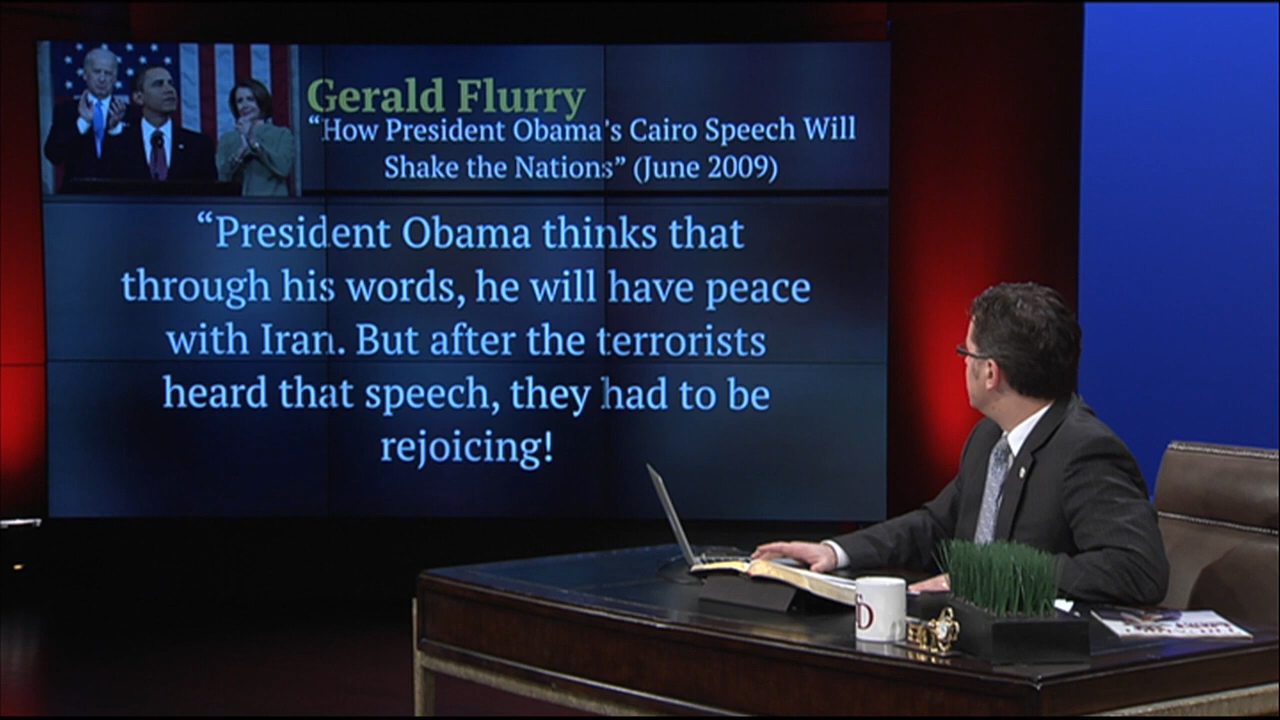 Gerald Flurry
“How President Obama's Cairo Speech Will
Shake the Nations” (June 2009)
“President Obama thinks that
through his words, he will have peace
with Iran. But after the terrorists
heard that speech, they had to be
rejoicing!